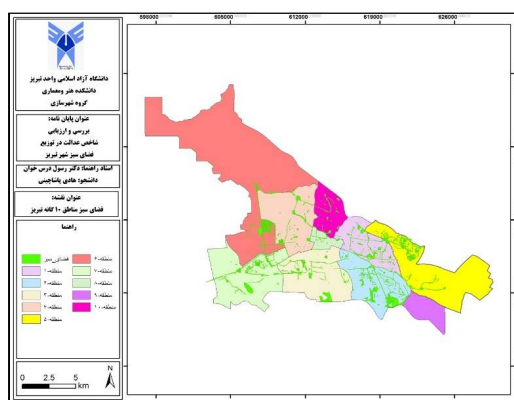 598000 605000 612000 619000 626000
دانشگاه آزاد اسلامی واحد تبریز
دانشکده هنر ومعماری
گروه شهرسازی
عنوان پایان نامه:
بررسی و ارزیابی
شاخص عدالت در توزیع
فضای سبز شهر تبریز
استاد راهنما: دکتر رسول درس خوان
دانشجو: هادی پاشاچینی
عنوان نقشه:
فضای سبز مناطق ۱۰ گانه تبریز
راهنما
فضای_سبز
منطقه-۶
منطقه-۱
منطقه-۷
منطقه-۲
منطقه-۸
منطقه-۳
منطقه-۹
منطقه-۴
منطقه-۱۰
منطقه-۵
0 2.5 5
km
N